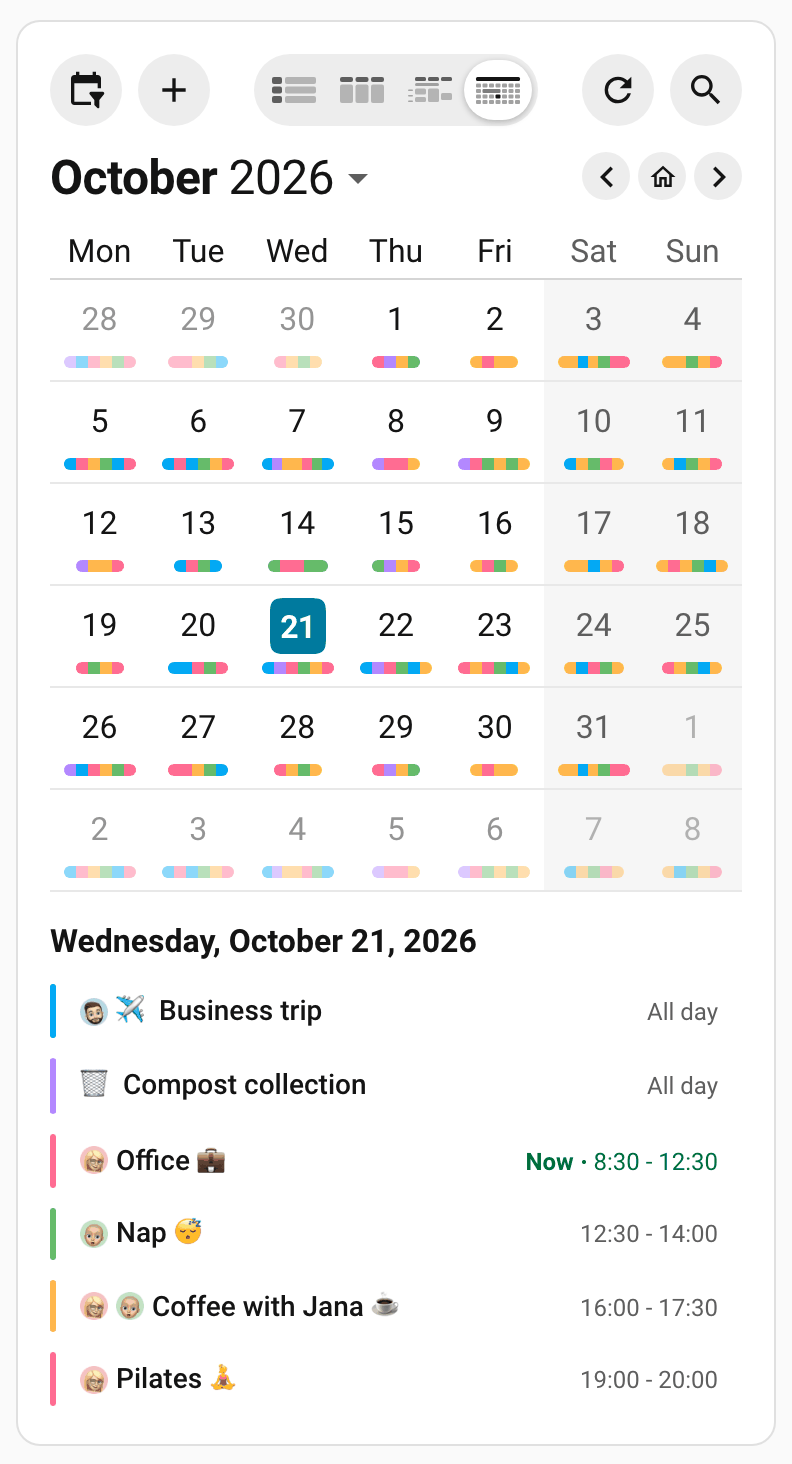 October 2026
Mon Tue Wed Thu Fri Sat Sun
28 29 30 1 2 3 4
5 6 7 8 9 10 11
12 13 14 15 16 17 18
19 20 21 22 23 24 25
26 27 28 29 30 31 1
2 3 4 5 6 7 8
Wednesday, October 21, 2026
Business trip All day
Compost collection All day
Office Now • 8:30 - 12:30
Nap 12:30 - 14:00
Coffee with Jana 16:00 - 17:30
Pilates 19:00 - 20:00